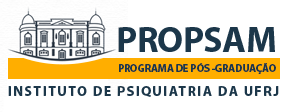 PROPSAM
PROGRAMA DE PÓS-GRADUAÇÃO
INSTITUTO DE PSIQUIATRIA DA UFRJ